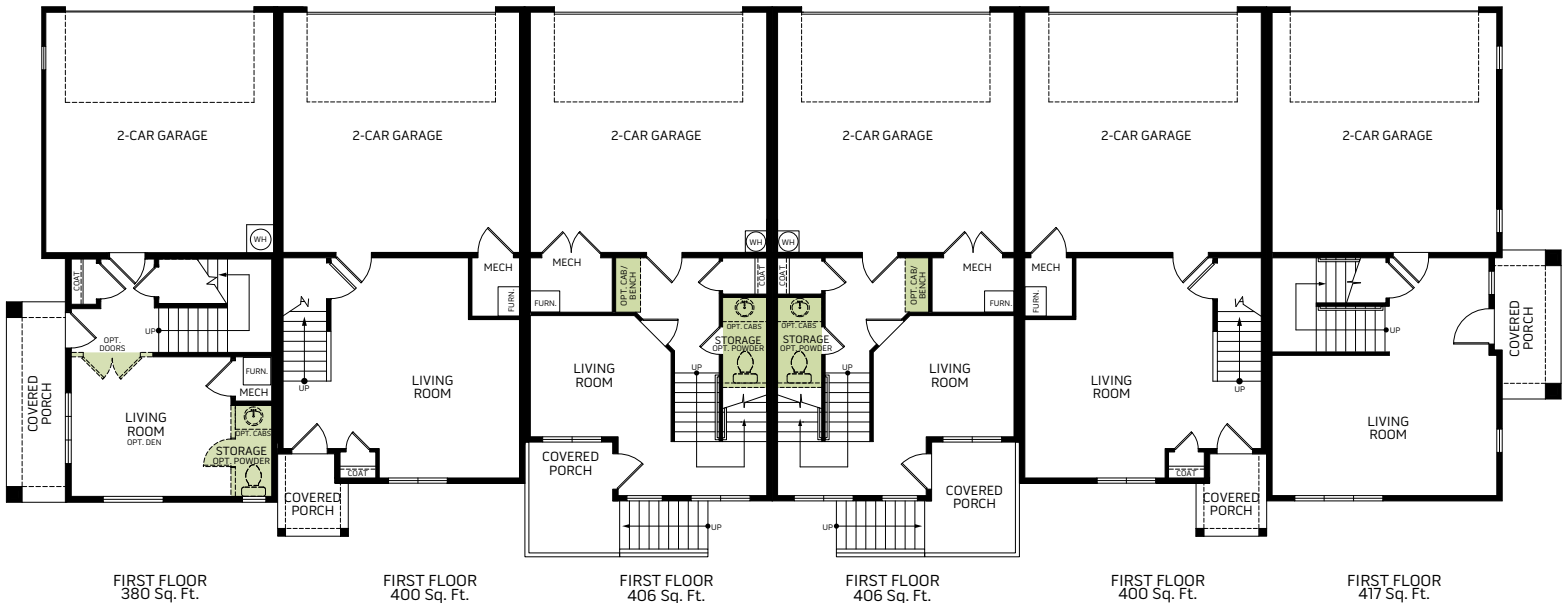 2-CAR GARAGE
2-CAR GARAGE
2-CAR GARAGE
2-CAR GARAGE
2-CAR GARAGE
2-CAR GARAGE
WH
WH
WH
COAT
MECH
MECH
OPT. CAB/
BENCH
COAT
COAT
OPT. CAB/
BENCH
MECH
MECH
FURN.
FURN.
FURN.
FURN.
OPT. CABS
STORAGE
OPT. POWDER
OPT. CABS
STORAGE
OPT. POWDER
UP
OPT.
DOORS
UP
UP
UP
UP
UP
FURN.
MECH
COVERED
PORCH
LIVING
ROOM
OPT. DEN
OPT. CABS
STORAGE
OPT. POWDER
LIVING
ROOM
LIVING
ROOM
LIVING
ROOM
LIVING
ROOM
LIVING
ROOM
COVERED
PORCH
COAT
COAT
COVERED
PORCH
COVERED
PORCH
COVERED
PORCH
COVERED
PORCH
UP
UP
FIRST FLOOR
380 Sq. Ft.
FIRST FLOOR
400 Sq. Ft.
FIRST FLOOR
406 Sq. Ft.
FIRST FLOOR
406 Sq. Ft.
FIRST FLOOR
400 Sq. Ft.
FIRST FLOOR
417 Sq. Ft.